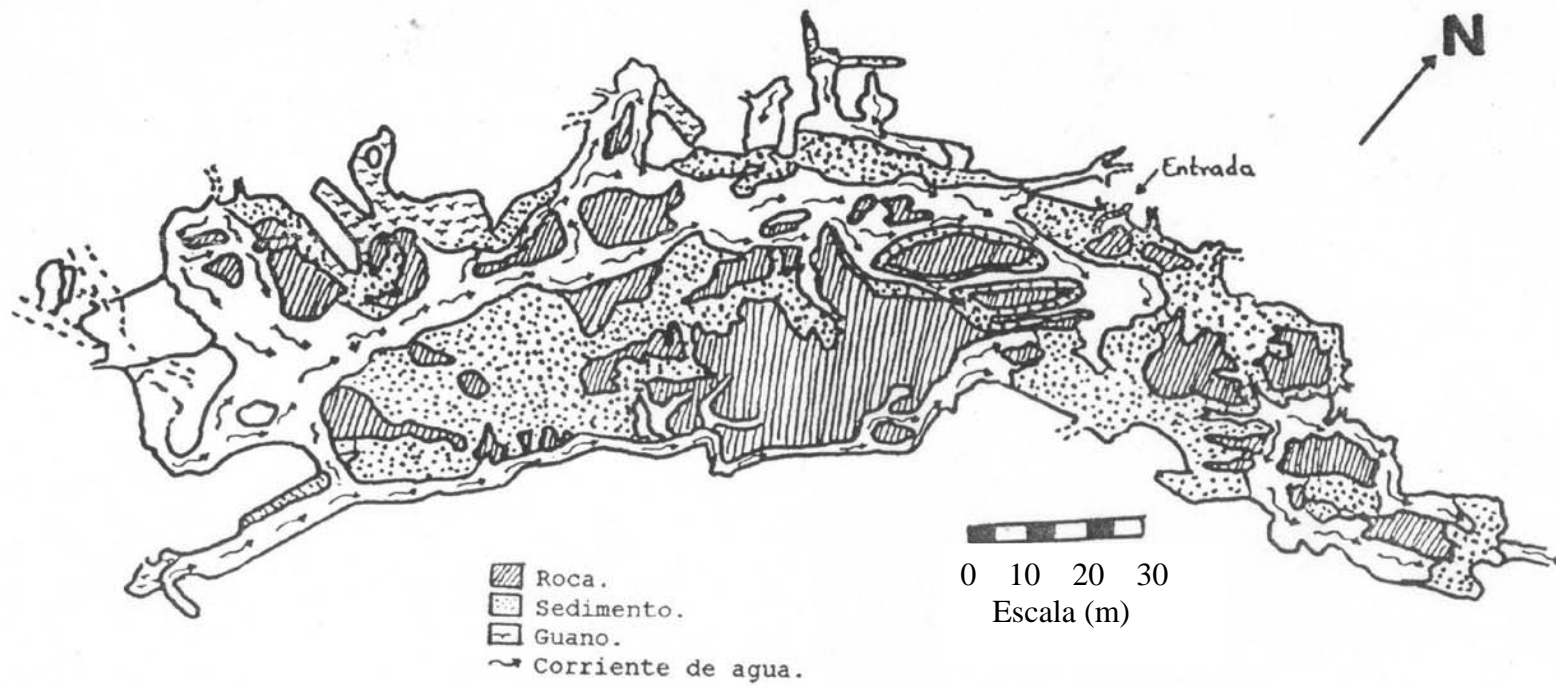 N
Entrada
0 10 20 30
Escala (m)
Roca.
Sedimento.
Guano.
Corriente de agua.